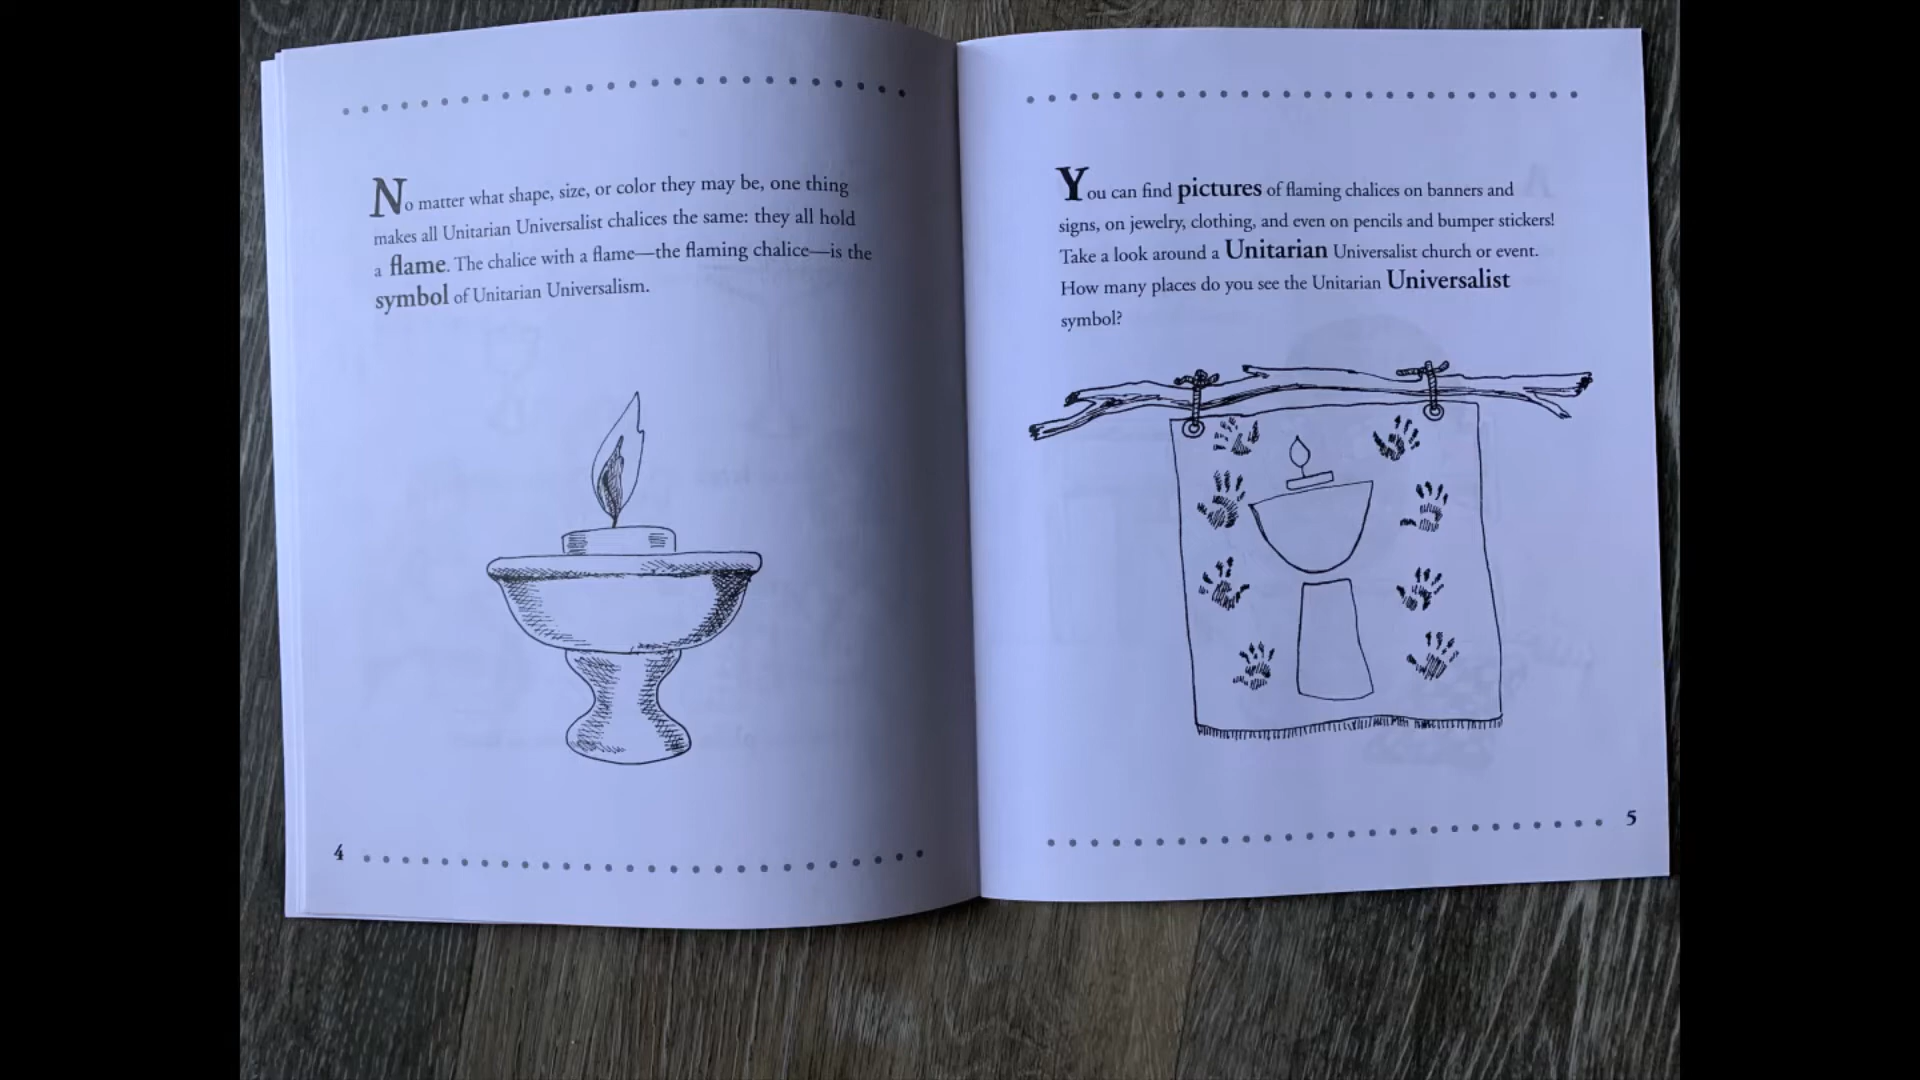 No matter what shape, size, or color they may be, one thing
makes all Unitarian Universalist chalices the same: they all hold
a flame. The chalice with a flame—the flaming chalice—is the
symbol of Unitarian Universalism.
4
You can find pictures of flaming chalices on banners and
signs, on jewelry, clothing, and even on pencils and bumper stickers!
Take a look around a Unitarian Universalist church or event.
How many places do you see the Unitarian Universalist
symbol?
5